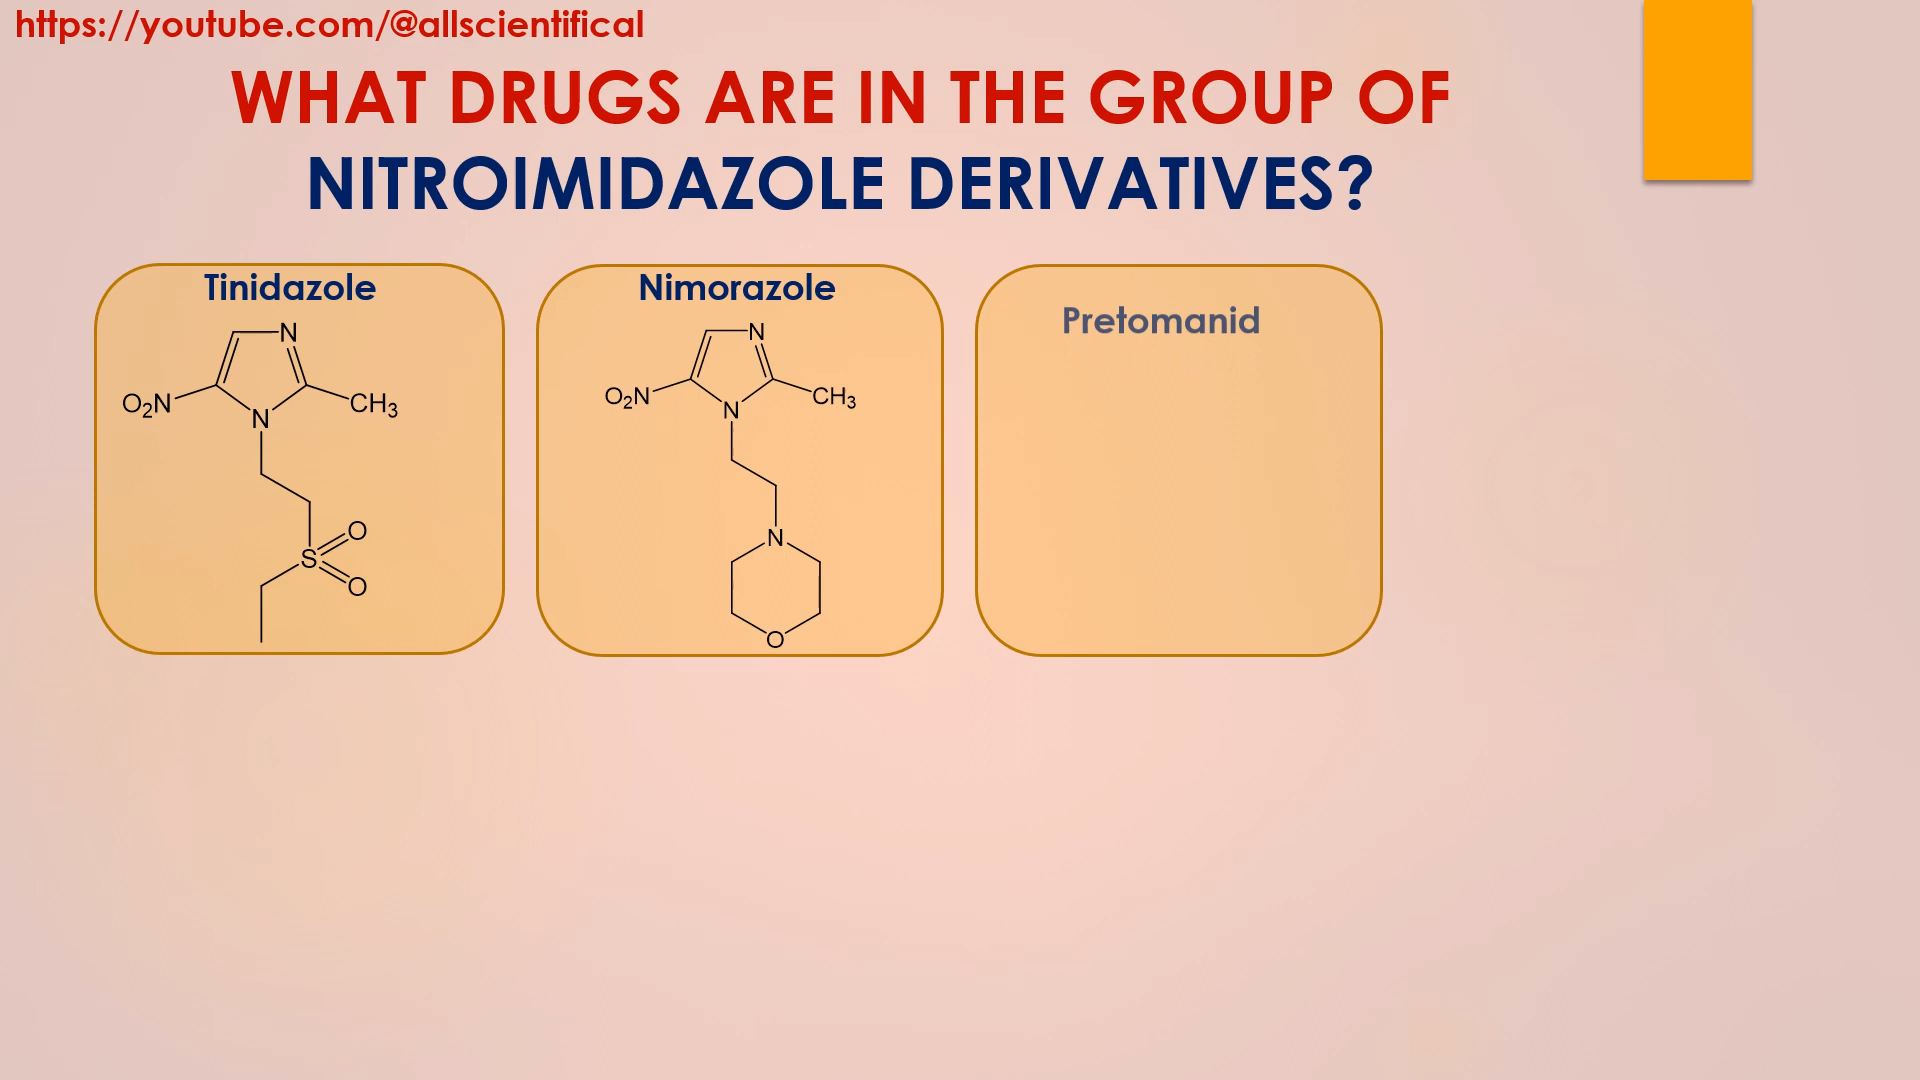 https://youtube.com/@allscientifical
WHAT DRUGS ARE IN THE GROUP OF
NITROIMIDAZOLE DERIVATIVES?
Tinidazole
N
O₂N
N
CH₃
O
S
O
Nimorazole
N
O₂N
N
CH₃
N
O
Pretomanid